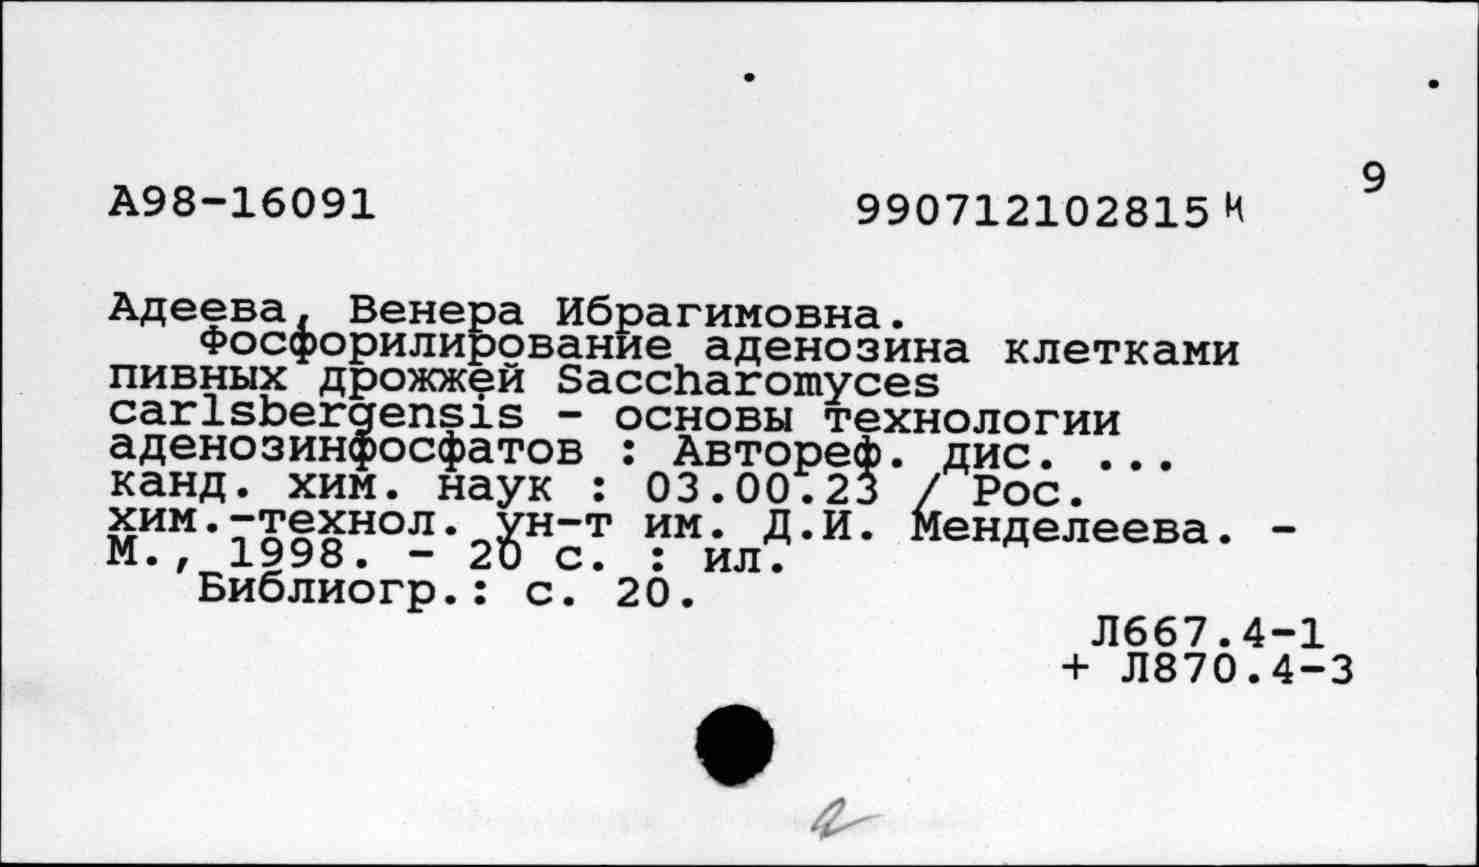 9
А98-16091 990712102815 И
Адеева, Венера Ибрагимовна.
Фосфорилирование аденозина клетками
пивных дрожжей Saccharomyces
carlsbergensis - основы технологии
аденозинфосфатов : Автореф. дис. ...
канд. хим. наук : 03.00.23 / Рос.
хим.-технол. ун-т им. Д.И. Менделеева. -
М., 1998. - 20 с. : ил.
Библиогр.: с. 20.
Л667.4-1
+ Л870.4-3